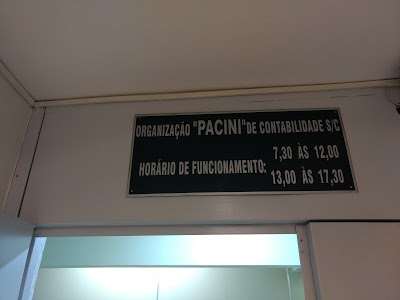 ORGANIZAÇÃO "PACINI" DE CONTABILIDADE S/C
7,30 ÀS 12,00
HORÁRIO DE FUNCIONAMENTO:
13,00 ÀS 17,30